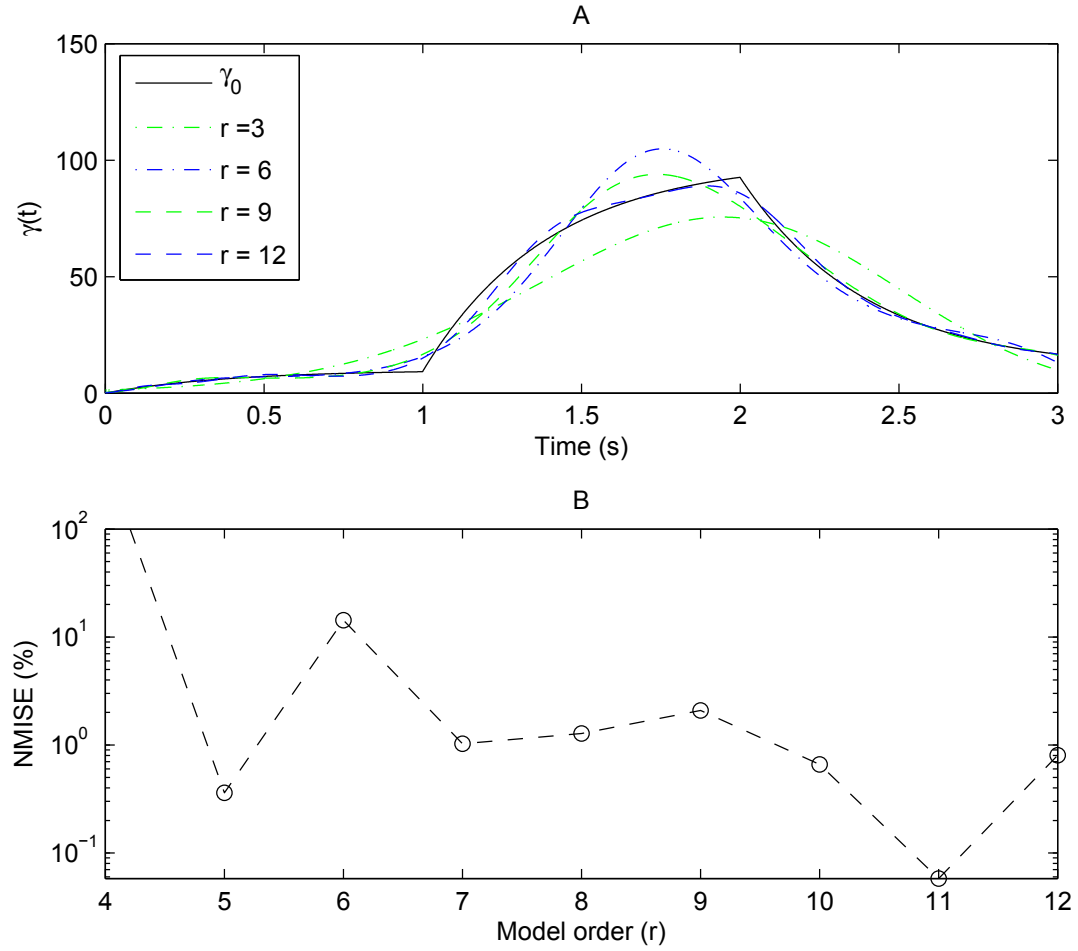 A
150
100
50
0
γ(t)
γ0
r =3
r = 6
r = 9
r = 12
0 0.5 1 1.5 2 2.5 3
Time (s)
B
10^2
10^1
10^0
10^−1
NMISE (%)
4 5 6 7 8 9 10 11 12
Model order (r)